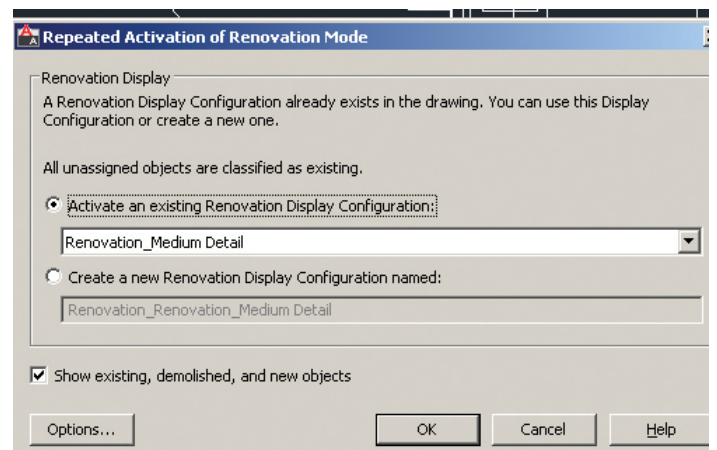 Repeated Activation of Renovation Mode
Renovation Display
A Renovation Display Configuration already exists in the drawing. You can use this Display
Configuration or create a new one.
All unassigned objects are classified as existing.
Activate an existing Renovation Display Configuration:
Renovation_Medium Detail
Create a new Renovation Display Configuration named:
Renovation_Renovation_Medium Detail
Show existing, demolished, and new objects
Options... OK Cancel Help